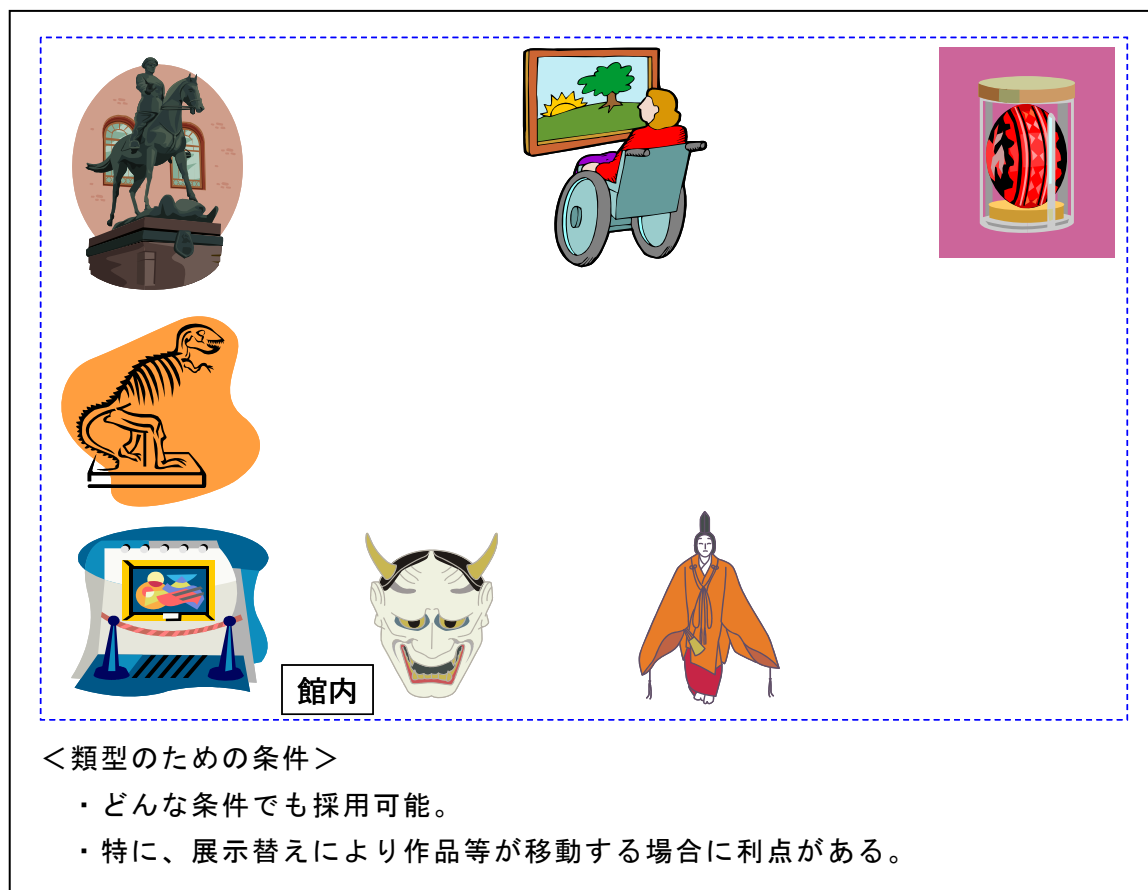 館内
＜類型のための条件＞
・どんな条件でも採用可能。
・特に、展示替えにより作品等が移動する場合に利点がある。